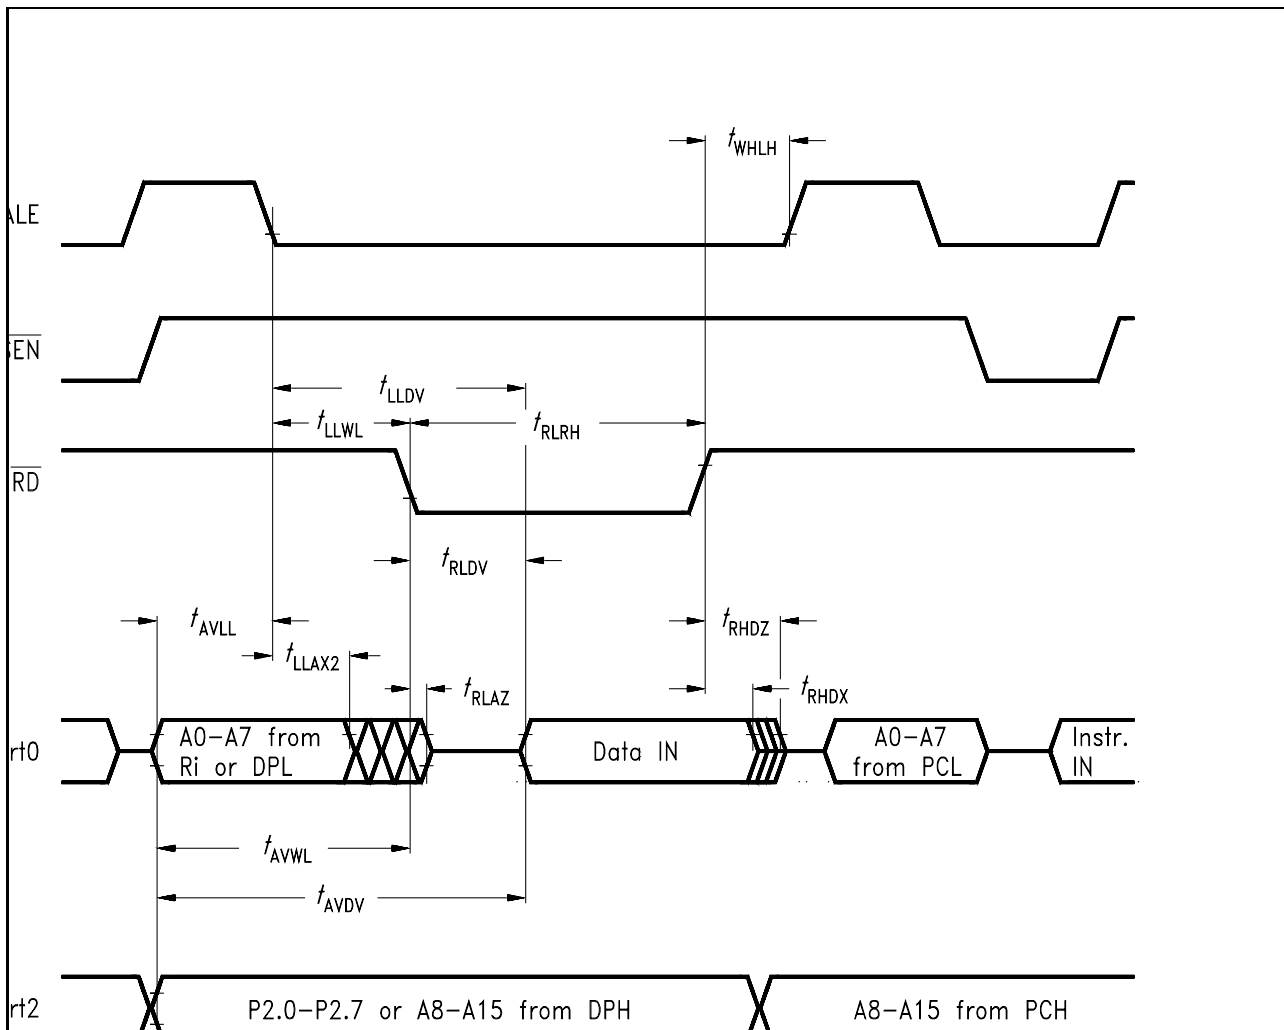 tWHLH
ALE
SEN
tLLDV
tLLWL
tRLRH
RD
tRLDV
tAVLL
tRHDZ
tLLAX2
tRLAZ
tRHDX
rt0
A0–A7 from
Ri or DPL
Data IN
A0–A7
from PCL
Instr.
IN
tAVWL
tAVDV
rt2
P2.0–P2.7 or A8–A15 from DPH
A8–A15 from PCH